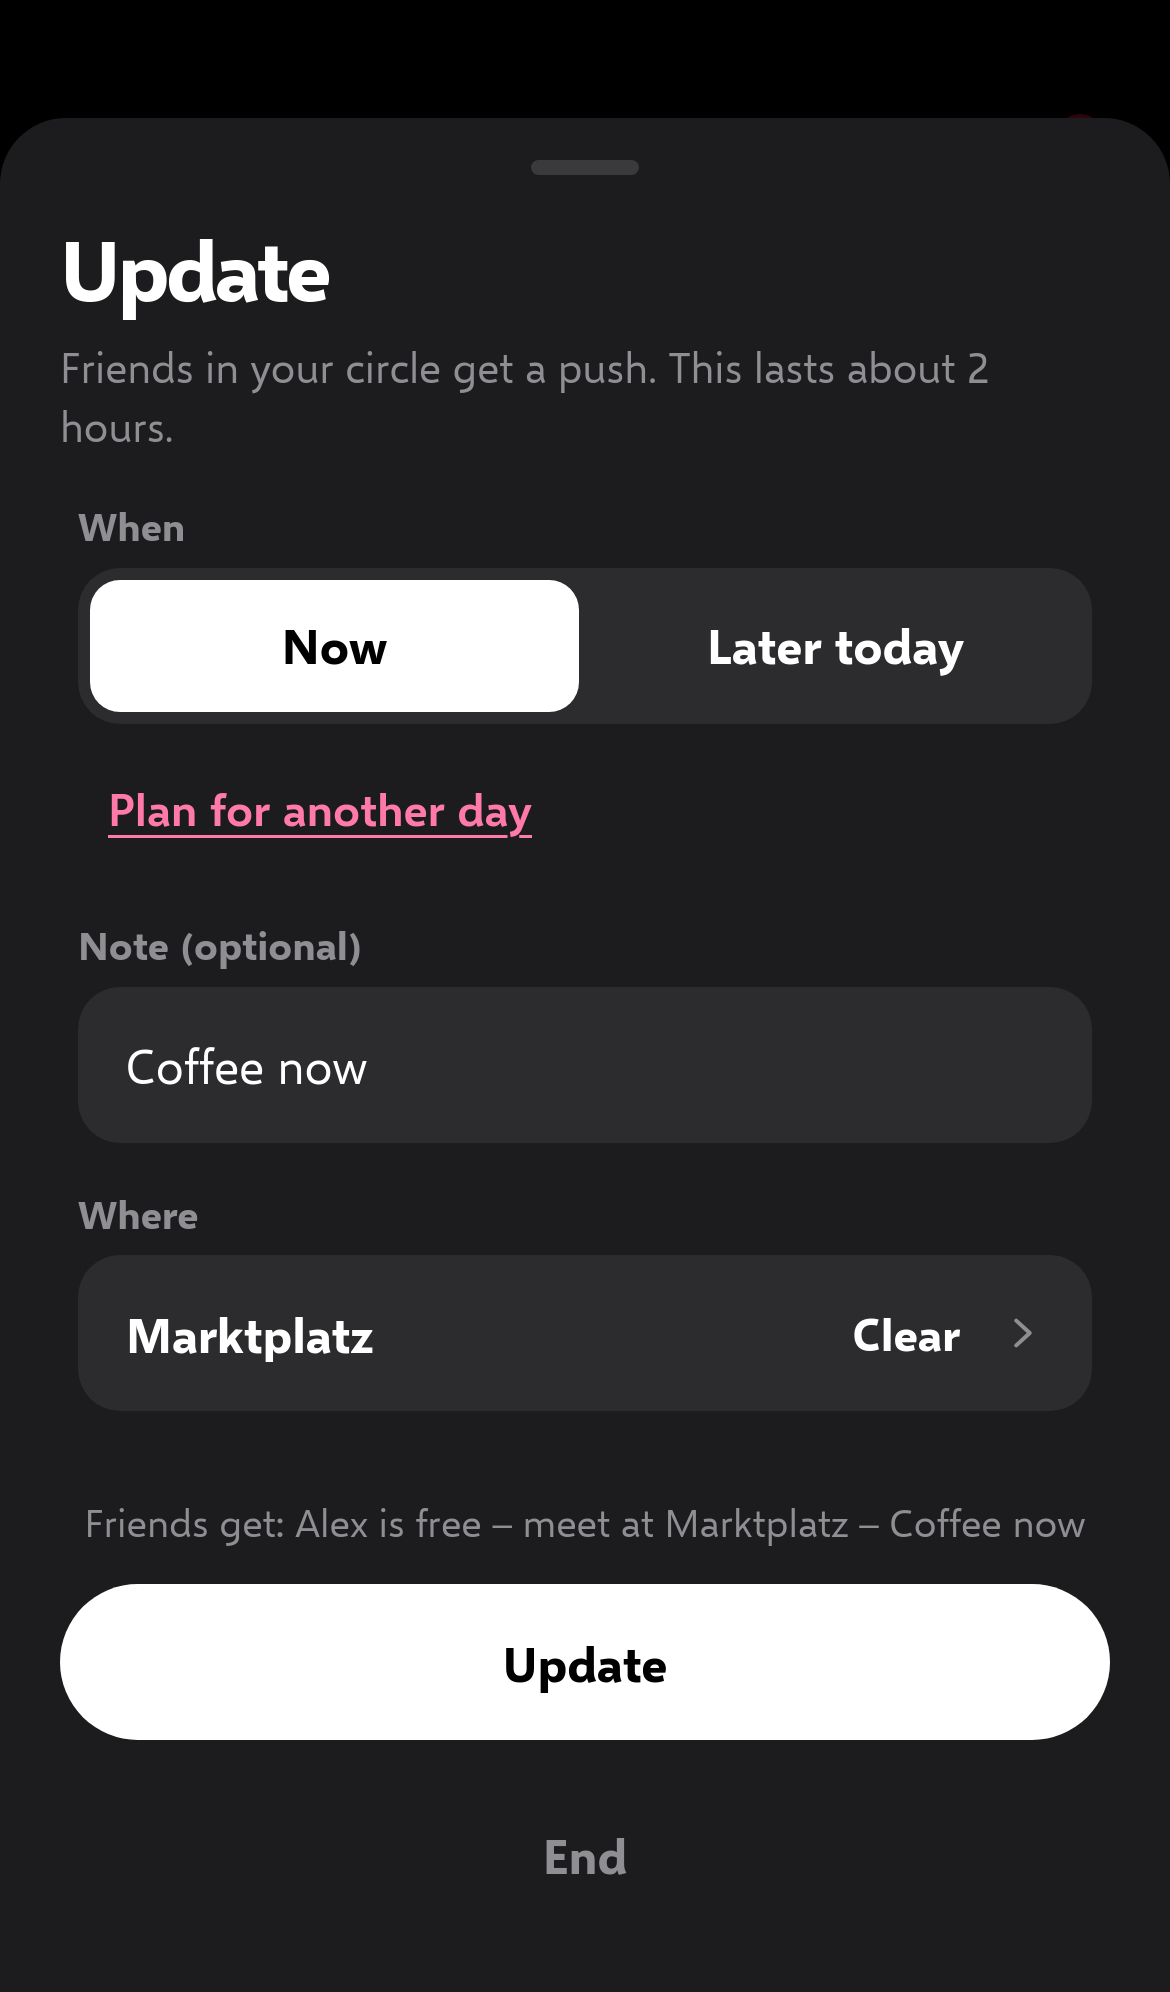 Update
Friends in your circle get a push. This lasts about 2
hours.
When
Now
Later today
Plan for another day
Note (optional)
Coffee now
Where
Marktplatz
Clear
Friends get: Alex is free – meet at Marktplatz – Coffee now
Update
End